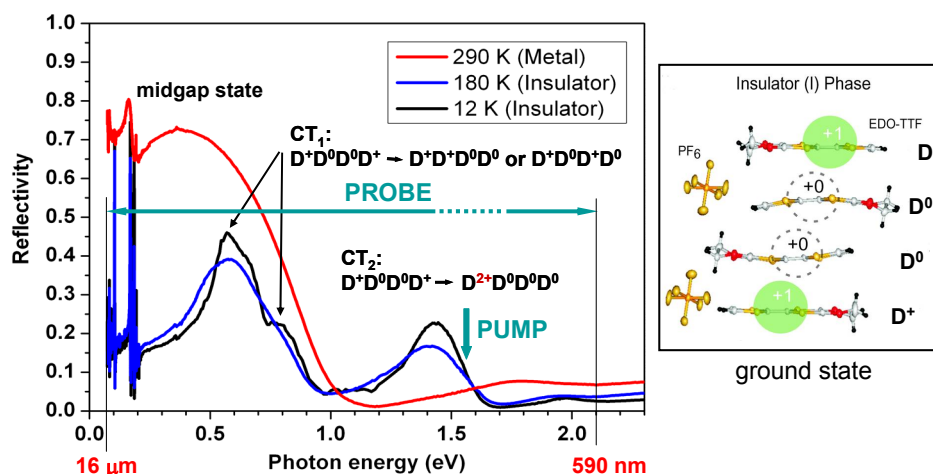 1.0
0.9
0.8
0.7
0.6
0.5
0.4
0.3
0.2
0.1
0.0
Reflectivity
0.0
0.5
1.0
1.5
2.0
Photon energy (eV)
16 μm
590 nm
290 K (Metal)
180 K (Insulator)
12 K (Insulator)
midgap state
CT₁:
D⁺D⁰D⁰D⁺ → D⁺D⁺D⁰D⁰ or D⁺D⁰D⁺D⁰
PROBE
CT₂:
D⁺D⁰D⁰D⁺ → D²⁺D⁰D⁰D⁰
PUMP
Insulator (I) Phase
EDO-TTF
+1
D
PF₆
+0
D⁰
+0
D⁰
+1
D⁺
ground state